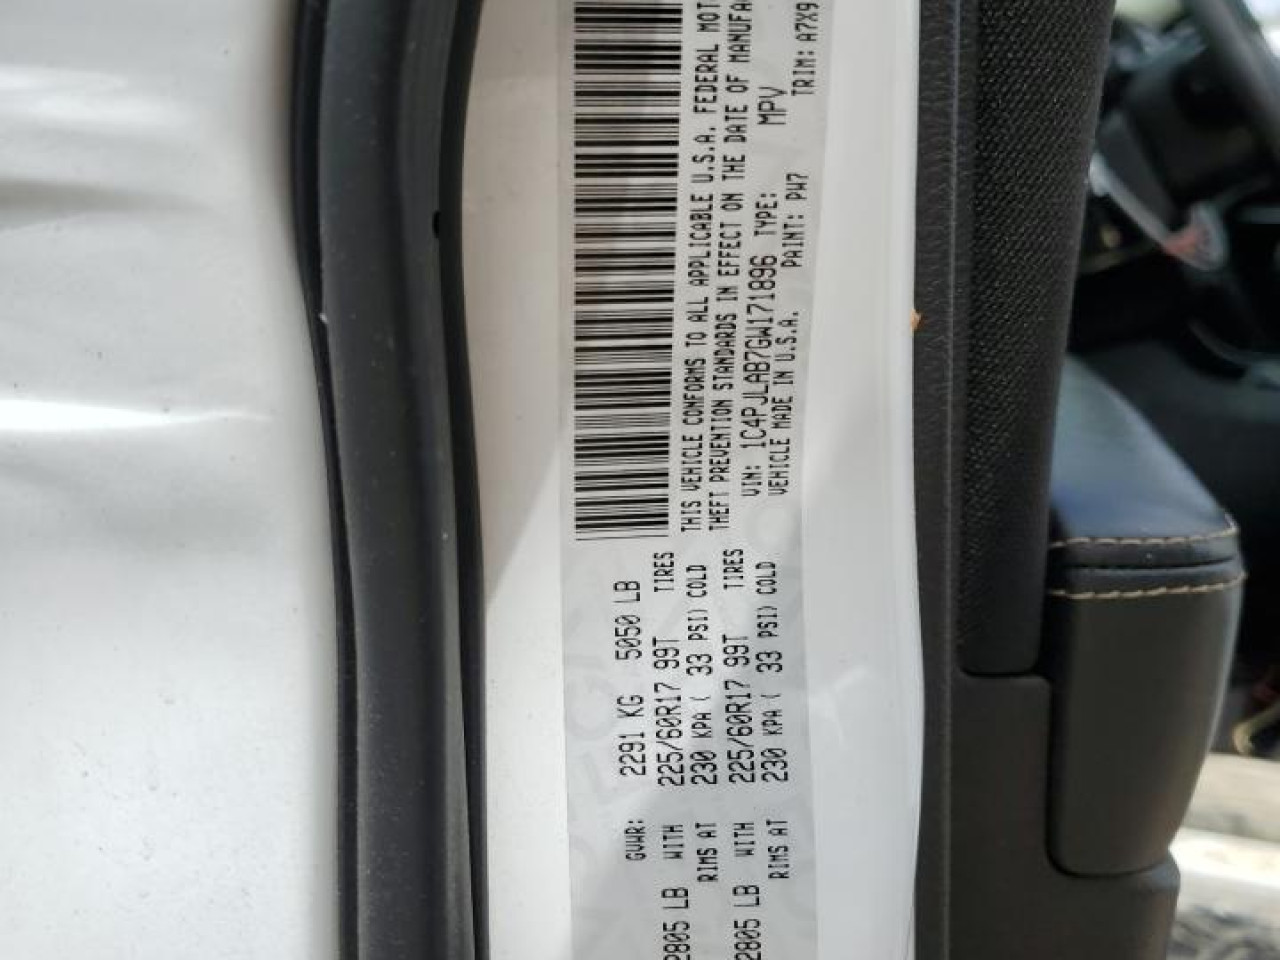 GVWR: 2291 KG 5050 LB
2805 LB WITH 225/60R17 99T TIRES
RIMS AT 230 KPA ( 33 PSI) COLD
2805 LB WITH 225/60R17 99T TIRES
RIMS AT 230 KPA ( 33 PSI) COLD
THIS VEHICLE CONFORMS TO ALL APPLICABLE U.S.A. FEDERAL MOT
THEFT PREVENTION STANDARDS IN EFFECT ON THE DATE OF MANUFA
VIN: 1C4PJLAB7GW171896 TYPE: MPV
VEHICLE MADE IN U.S.A. PAINT: PW7 TRIM: A7X9